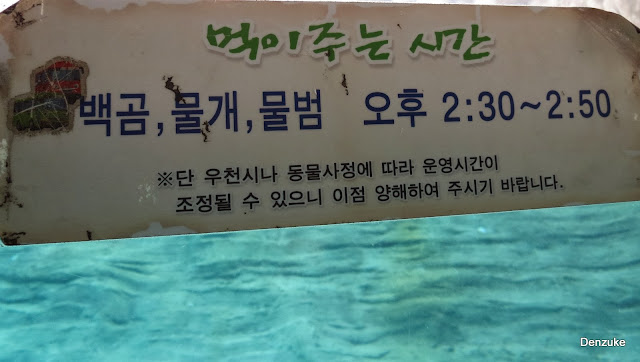 먹이주는 시간
백곰,물개,물범 오후 2:30~2:50
※단 우천시나 동물사정에 따라 운영시간이
조정될 수 있으니 이점 양해하여 주시기 바랍니다.
Denzuke